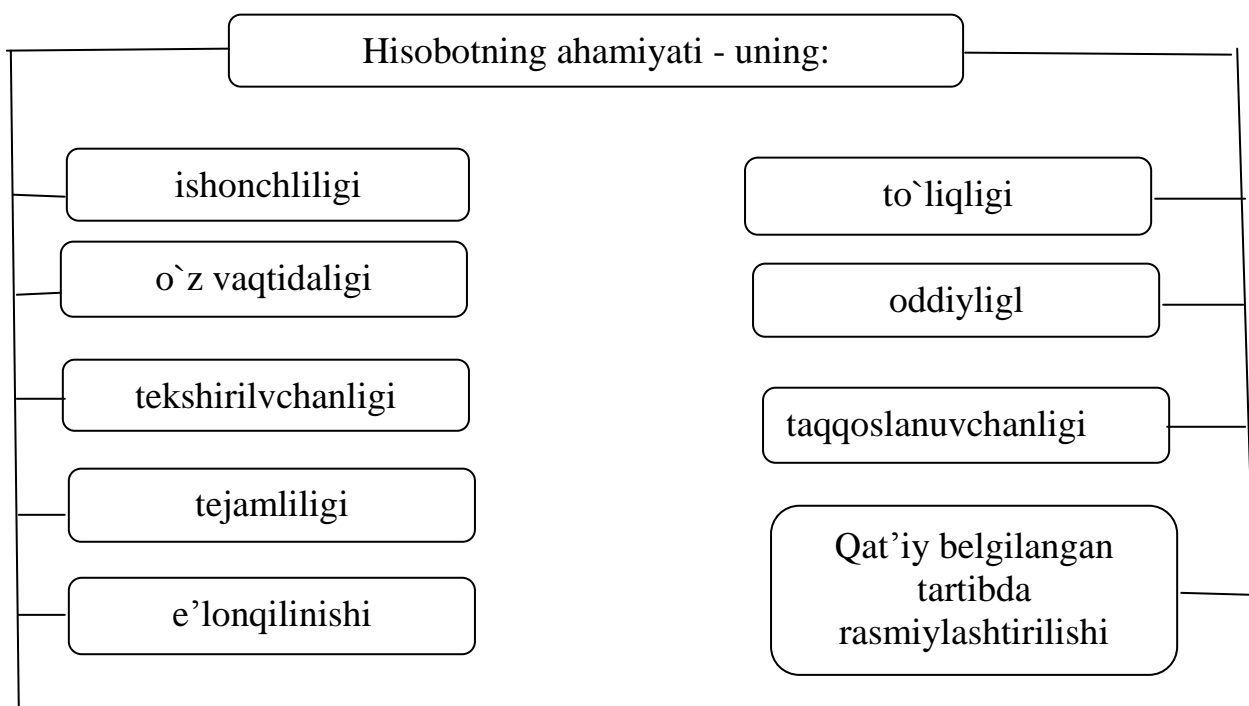 Hisobotning ahamiyati - uning:
ishonchliligi
o`z vaqtidaligi
tekshirilvchanligi
tejamliligi
e’lonqilinishi
to`liqligi
oddiyligl
taqqoslanuvchanligi
Qat’iy belgilangan
tartibda
rasmiylashtirilishi